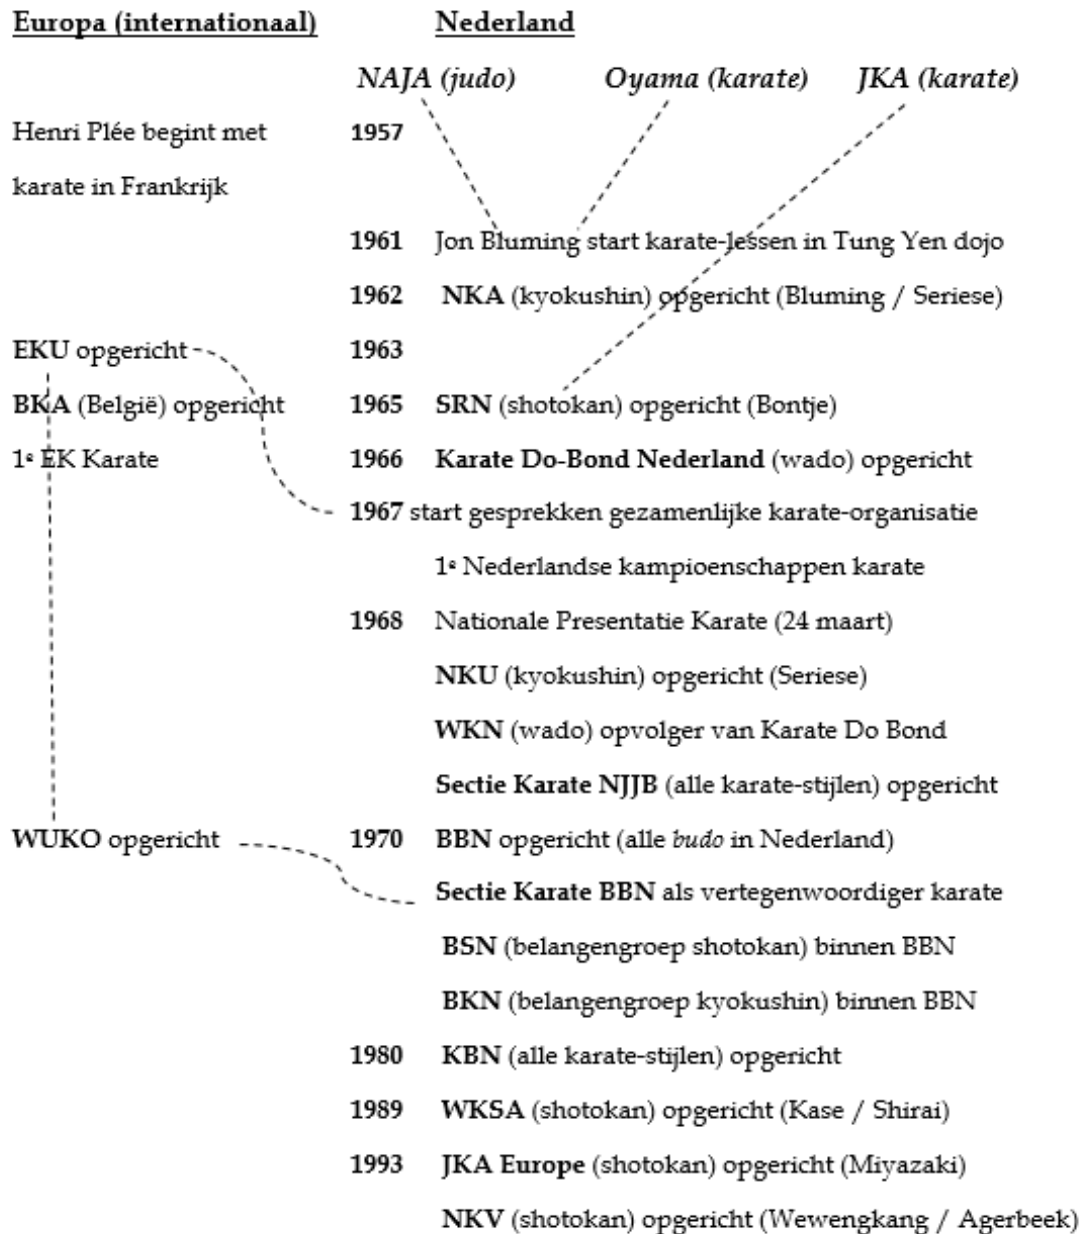 Europa (internationaal) Nederland
NAJA (judo) Oyama (karate) JKA (karate)
Henri Plée begint met 1957
karate in Frankrijk
1961 Jon Bluming start karate-lessen in Tung Yen dojo
1962 NKA (kyokushin) opgericht (Bluming / Seriese)
EKU opgericht 1963
BKA (België) opgericht 1965 SRN (shotokan) opgericht (Bontje)
1e EK Karate 1966 Karate Do-Bond Nederland (wado) opgericht
1967 start gesprekken gezamenlijke karate-organisatie
1e Nederlandse kampioenschappen karate
1968 Nationale Presentatie Karate (24 maart)
NKU (kyokushin) opgericht (Seriese)
WKN (wado) opvolger van Karate Do Bond
Sectie Karate NJJB (alle karate-stijlen) opgericht
WUKO opgericht 1970 BBN opgericht (alle budo in Nederland)
Sectie Karate BBN als vertegenwoordiger karate
BSN (belangengroep shotokan) binnen BBN
BKN (belangengroep kyokushin) binnen BBN
1980 KBN (alle karate-stijlen) opgericht
1989 WKSA (shotokan) opgericht (Kase / Shirai)
1993 JKA Europe (shotokan) opgericht (Miyazaki)
NKV (shotokan) opgericht (Wewengkang / Agerbeek)